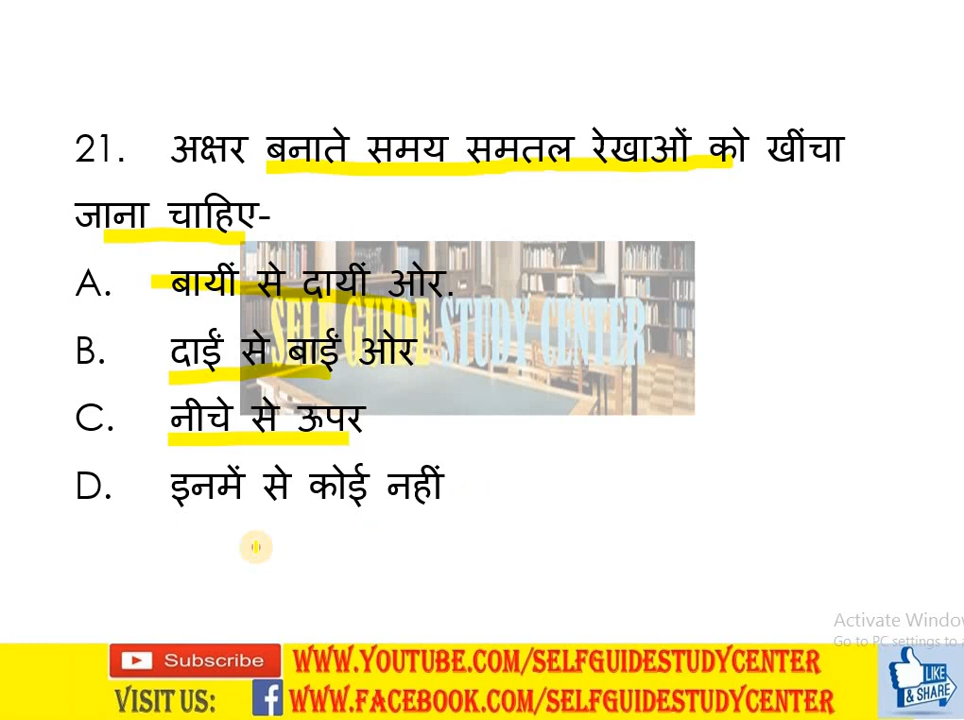 21. अक्षर बनाते समय समतल रेखाओं को खींचा
जाना चाहिए-
A. बायीं से दायीं ओर.
B. दाईं से बाईं ओर
C. नीचे से ऊपर
D. इनमें से कोई नहीं
SELF GUIDE STUDY CENTER
Activate Windo
Go to PC settings to a
Subscribe WWW.YOUTUBE.COM/SELFGUIDESTUDYCENTER
VISIT US: f WWW.FACEBOOK.COM/SELFGUIDESTUDYCENTER
LIKE
& SHARE